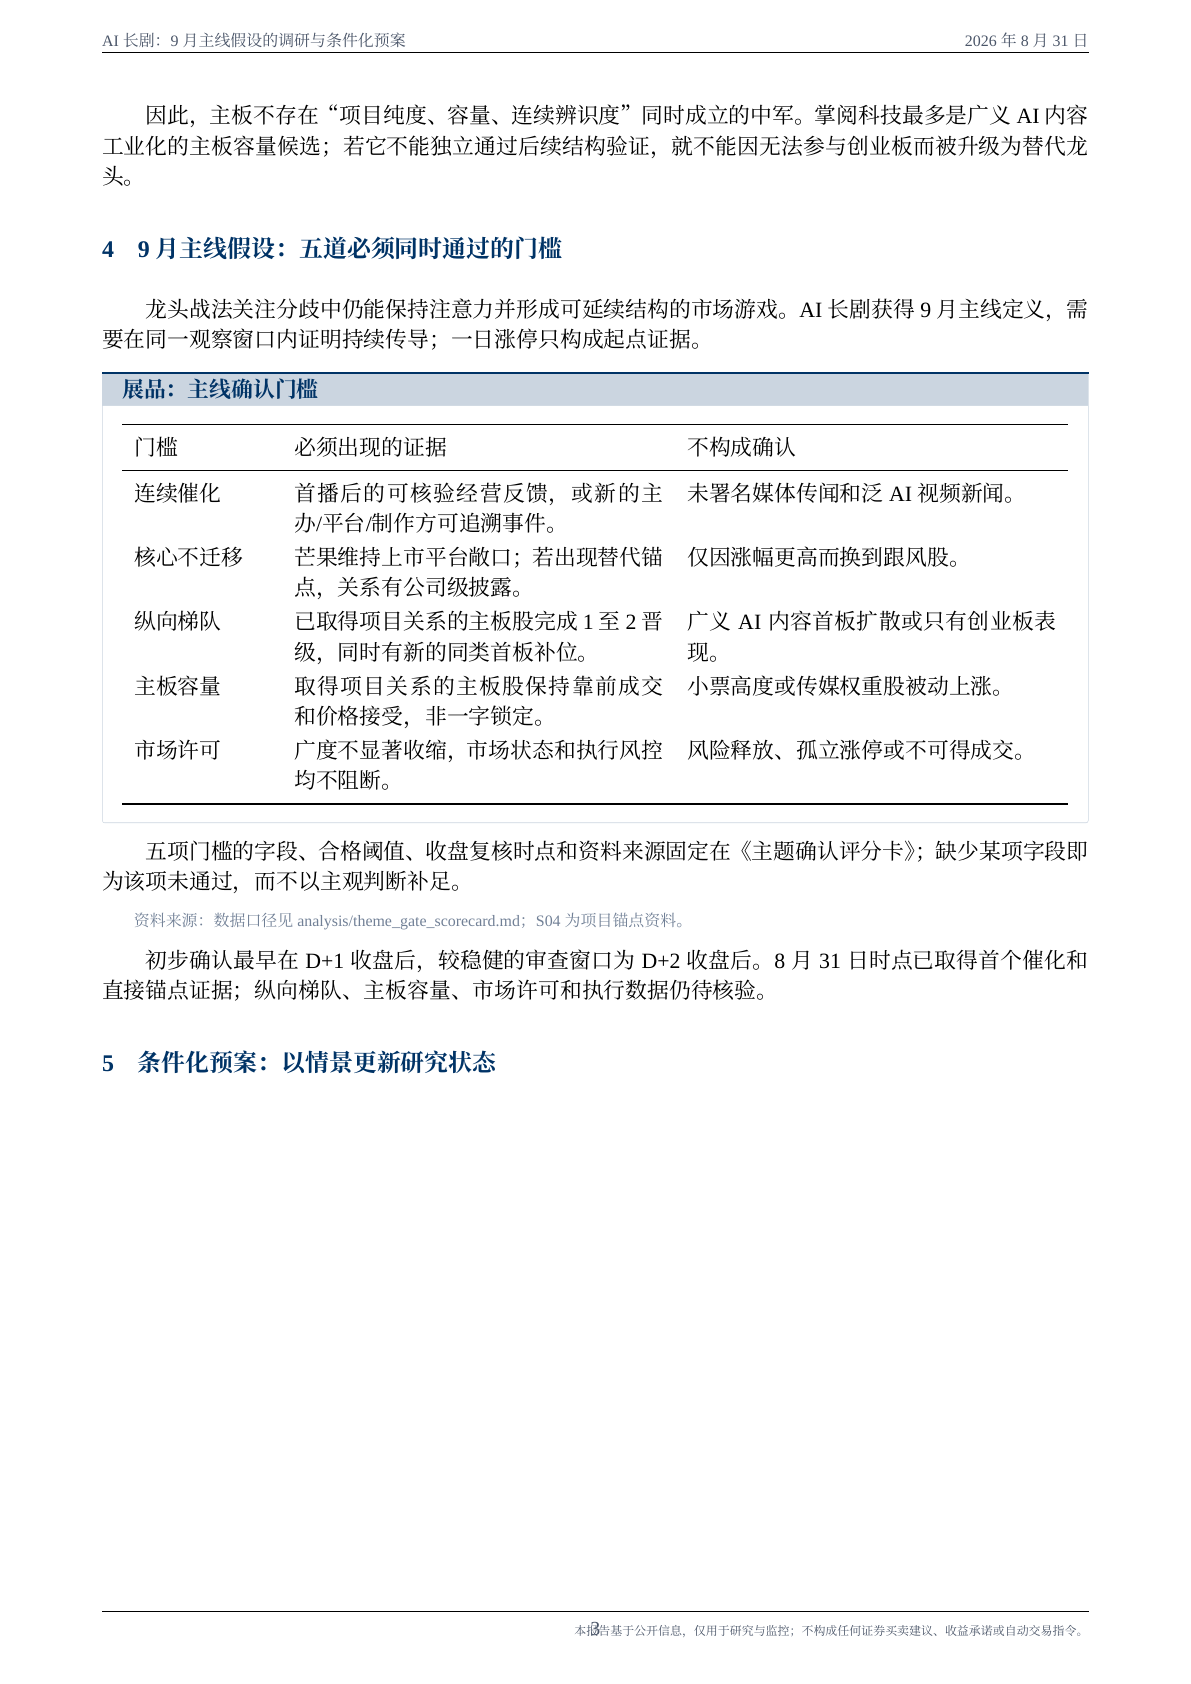 AI 长剧：9 月主线假设的调研与条件化预案
2026 年 8 月 31 日
因此，主板不存在“项目纯度、容量、连续辨识度”同时成立的中军。掌阅科技最多是广义 AI 内容
工业化的主板容量候选；若它不能独立通过后续结构验证，就不能因无法参与创业板而被升级为替代龙
头。
4 9 月主线假设：五道必须同时通过的门槛
龙头战法关注分歧中仍能保持注意力并形成可延续结构的市场游戏。AI 长剧获得 9 月主线定义，需
要在同一观察窗口内证明持续传导；一日涨停只构成起点证据。
展品：主线确认门槛
门槛 必须出现的证据 不构成确认
连续催化 首播后的可核验经营反馈，或新的主 未署名媒体传闻和泛 AI 视频新闻。
办/平台/制作方可追溯事件。
核心不迁移 芒果维持上市平台敞口；若出现替代锚 仅因涨幅更高而换到跟风股。
点，关系有公司级披露。
纵向梯队 已取得项目关系的主板股完成 1 至 2 晋 广义 AI 内容首板扩散或只有创业板表
级，同时有新的同类首板补位。 现。
主板容量 取得项目关系的主板股保持靠前成交 小票高度或传媒权重股被动上涨。
和价格接受，非一字锁定。
市场许可 广度不显著收缩，市场状态和执行风控 风险释放、孤立涨停或不可得成交。
均不阻断。
五项门槛的字段、合格阈值、收盘复核时点和资料来源固定在《主题确认评分卡》；缺少某项字段即
为该项未通过，而不以主观判断补足。
资料来源：数据口径见 analysis/theme_gate_scorecard.md；S04 为项目锚点资料。
初步确认最早在 D+1 收盘后，较稳健的审查窗口为 D+2 收盘后。8 月 31 日时点已取得首个催化和
直接锚点证据；纵向梯队、主板容量、市场许可和执行数据仍待核验。
5 条件化预案：以情景更新研究状态
3
本报告基于公开信息，仅用于研究与监控；不构成任何证券买卖建议、收益承诺或自动交易指令。